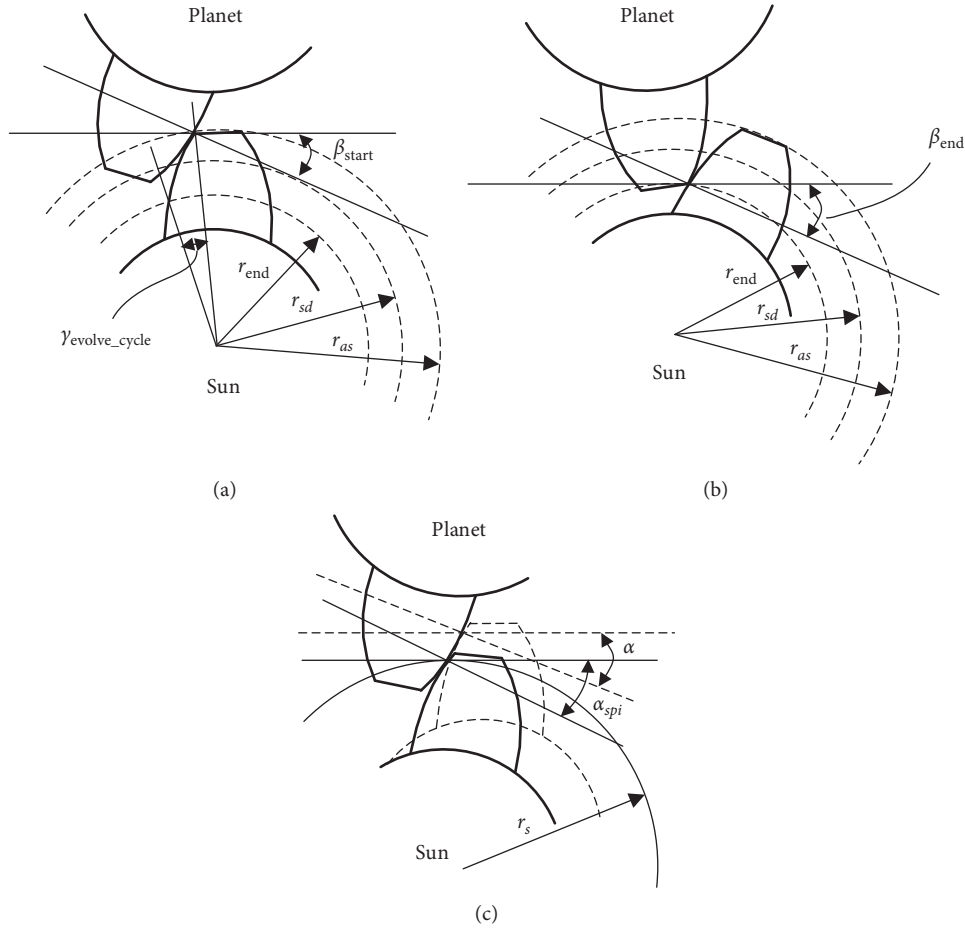 Planet
β_start
r_end
r_sd
r_as
γ_evolve_cycle
Sun
(a)
Planet
β_end
r_end
r_sd
r_as
Sun
(b)
Planet
α
α_spi
r_s
Sun
(c)